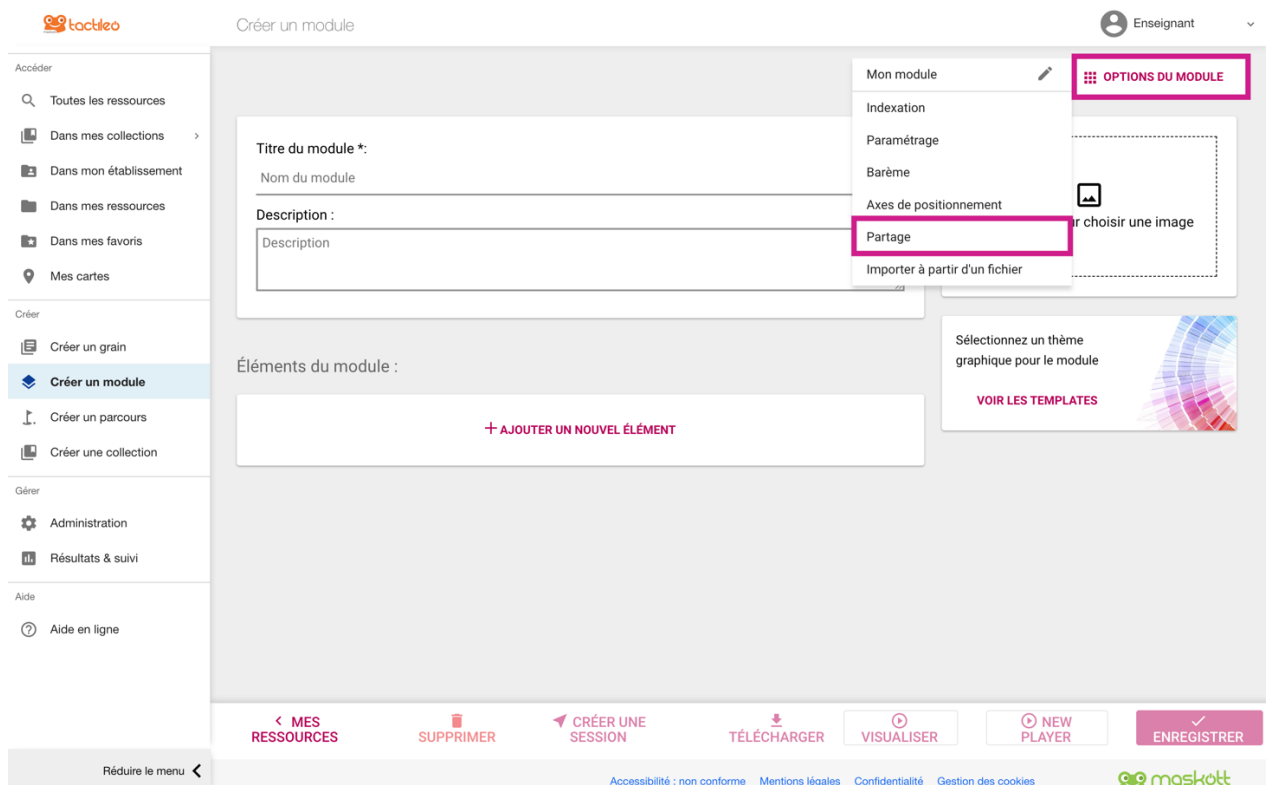 tactileo
Créer un module
Enseignant
Accéder
Toutes les ressources
Dans mes collections
Dans mon établissement
Dans mes ressources
Dans mes favoris
Mes cartes
Créer
Créer un grain
Créer un module
Créer un parcours
Créer une collection
Gérer
Administration
Résultats & suivi
Aide
Aide en ligne
Réduire le menu
Mon module
OPTIONS DU MODULE
Indexation
Paramétrage
Barème
Axes de positionnement
Partage
Importer à partir d'un fichier
Titre du module *:
Nom du module
Description :
Description
choisir une image
Sélectionnez un thème
graphique pour le module
VOIR LES TEMPLATES
Éléments du module :
+ AJOUTER UN NOUVEL ÉLÉMENT
MES
RESSOURCES
SUPPRIMER
CRÉER UNE
SESSION
TÉLÉCHARGER
VISUALISER
NEW
PLAYER
ENREGISTRER
Accessibilité : non conforme Mentions légales Confidentialité Gestion des cookies
maskott